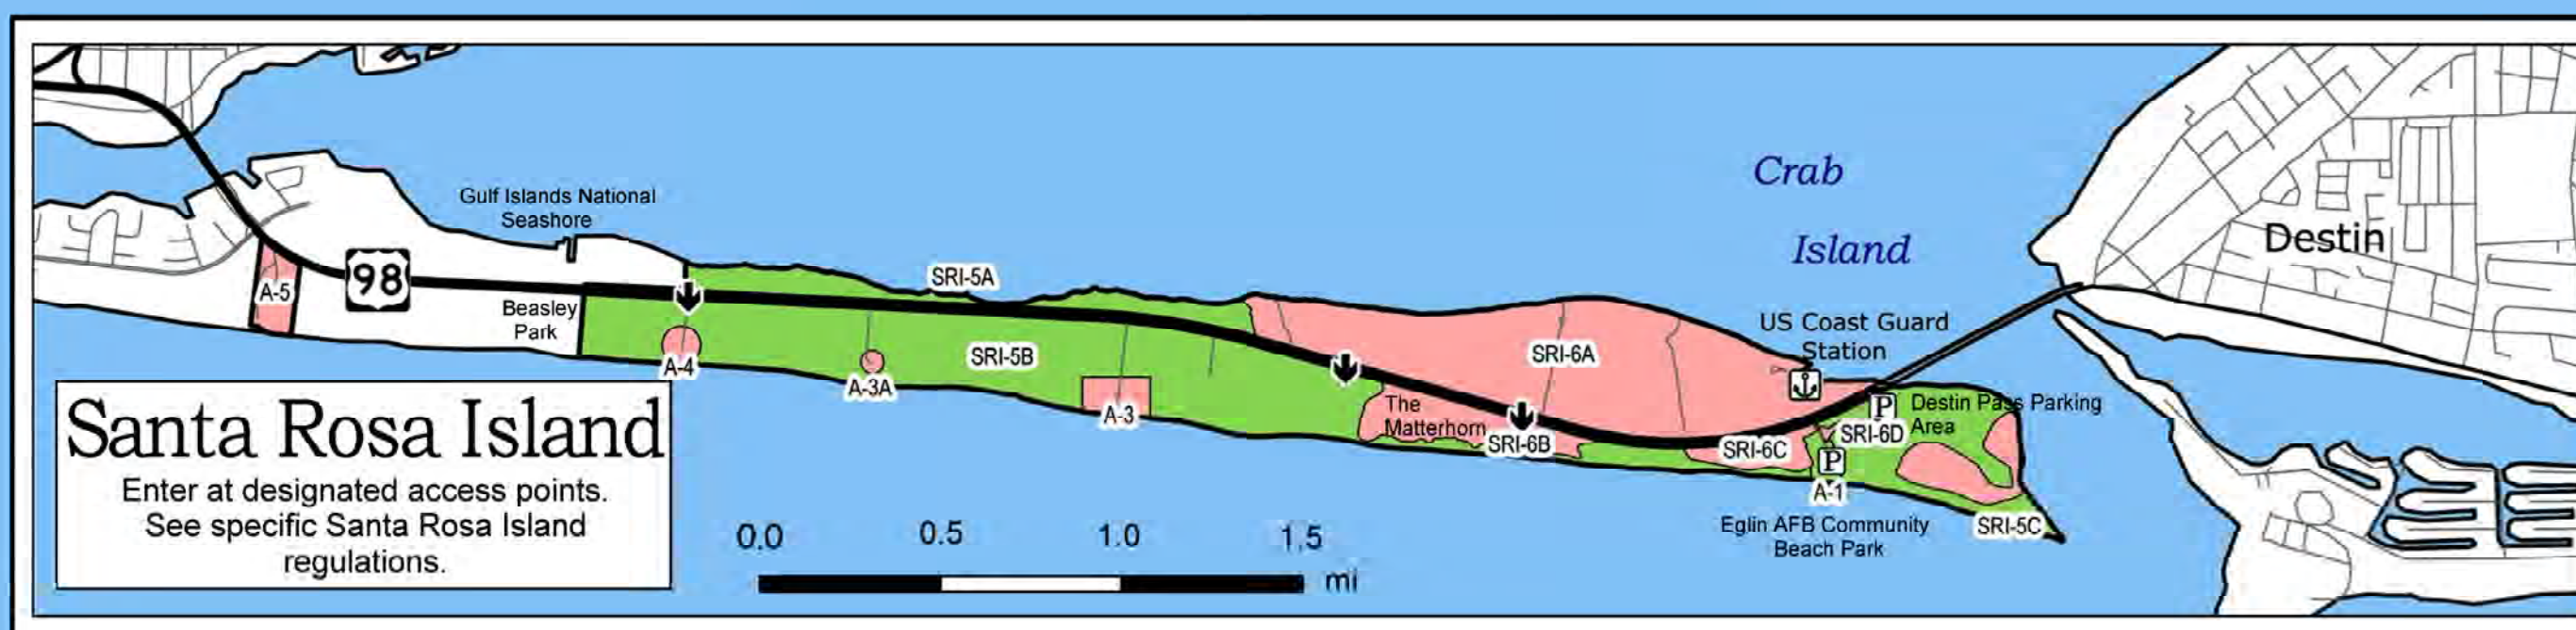 Crab
Island
Gulf Islands National
Seashore
Destin
98
SRI-5A
A-5
Beasley
Park
US Coast Guard
Station
SRI-5B
SRI-6A
A-4
A-3A
A-3
The
Matterhorn
SRI-6B
SRI-6C
P
Destin Pass Parking
Area
SRI-6D
P
A-1
SRI-5C
Eglin AFB Community
Beach Park
Santa Rosa Island
Enter at designated access points.
See specific Santa Rosa Island
regulations.
0.0 0.5 1.0 1.5
mi